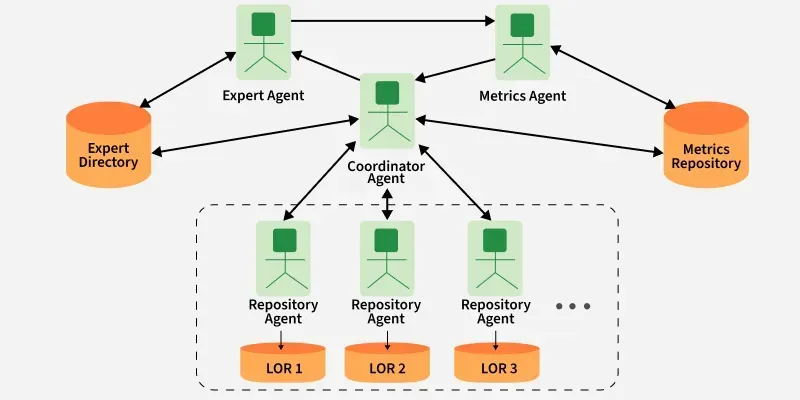 Expert Agent
Metrics Agent
Expert
Directory
Metrics
Repository
Coordinator
Agent
Repository
Agent
Repository
Agent
Repository
Agent
LOR 1
LOR 2
LOR 3